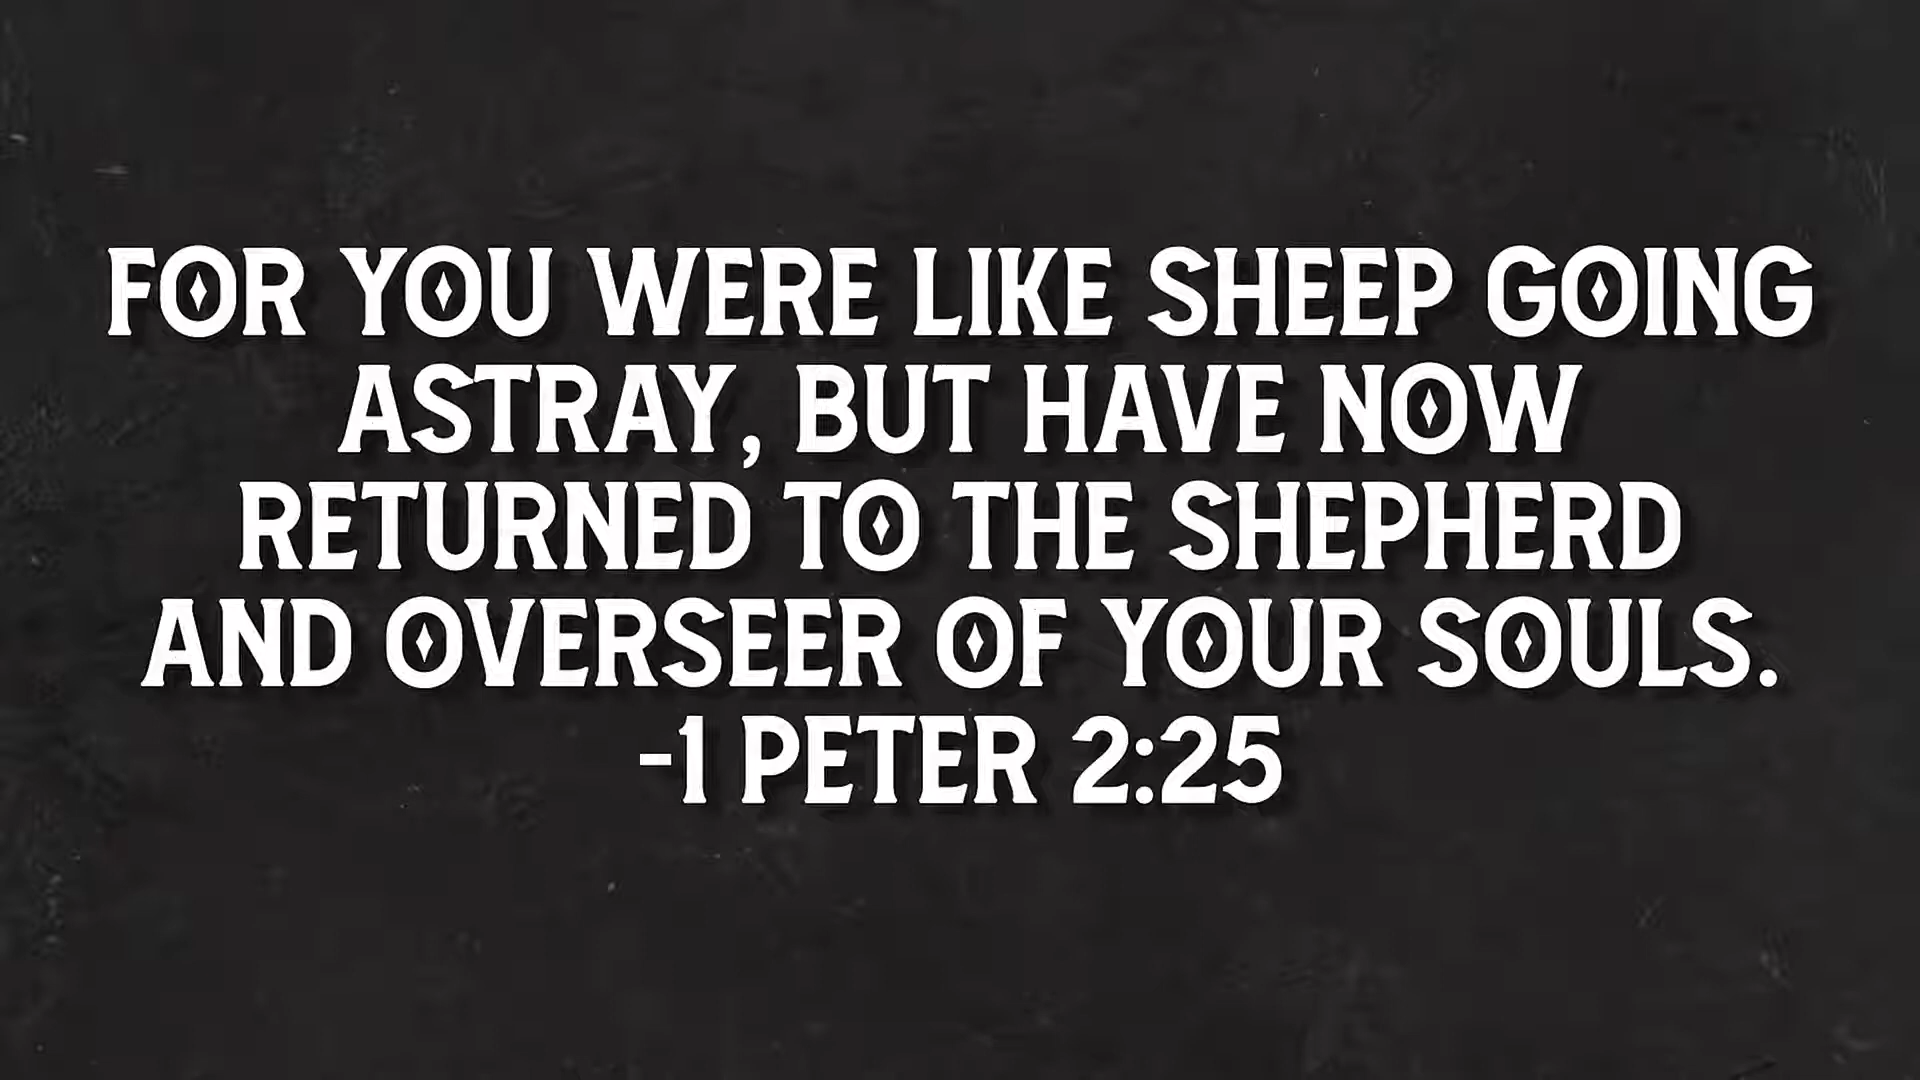 FOR YOU WERE LIKE SHEEP GOING
ASTRAY, BUT HAVE NOW
RETURNED TO THE SHEPHERD
AND OVERSEER OF YOUR SOULS.
-1 PETER 2:25